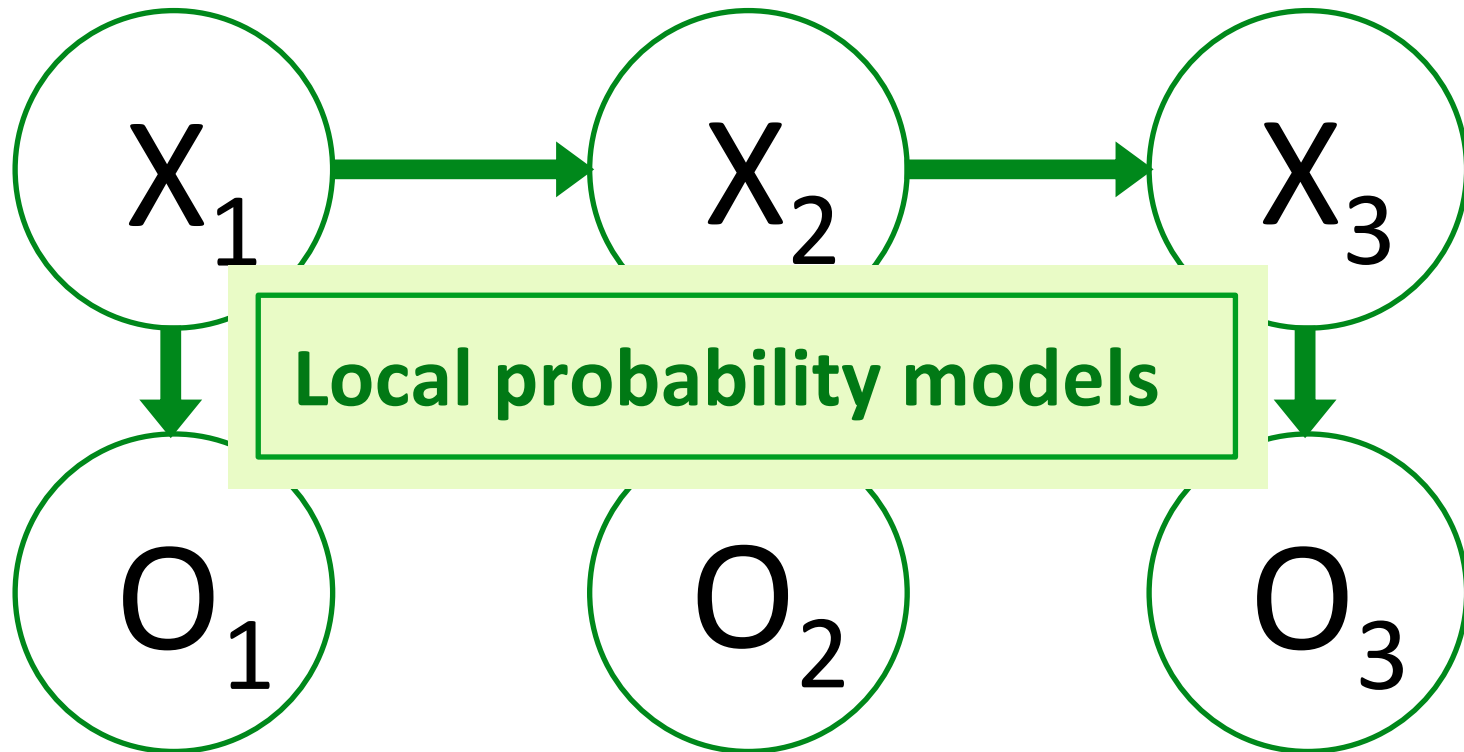 X₁ X₂ X₃
Local probability models
O₁ O₂ O₃